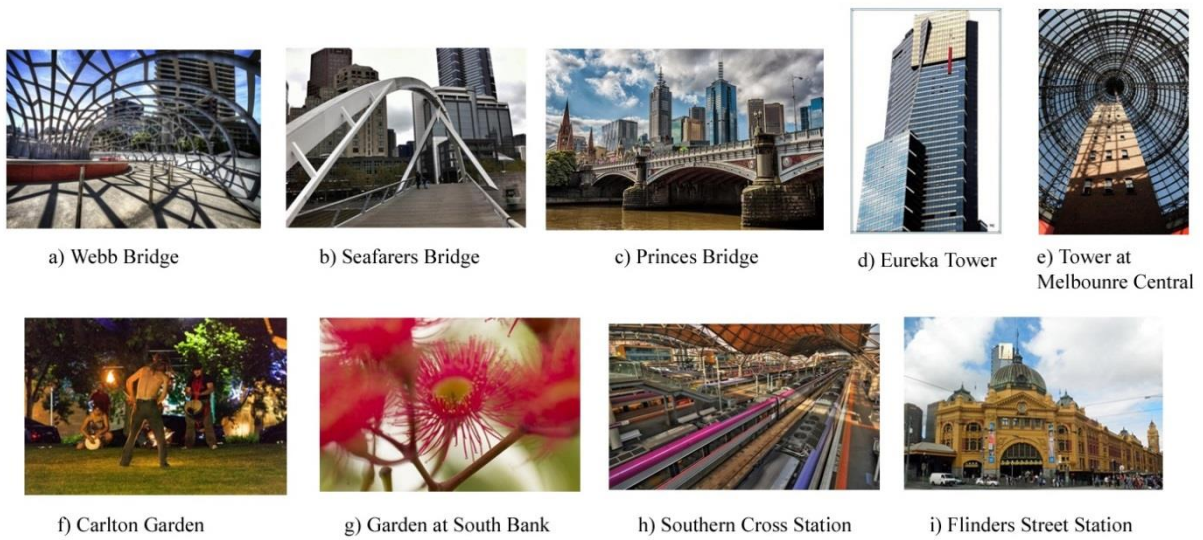 a) Webb Bridge
b) Seafarers Bridge
c) Princes Bridge
d) Eureka Tower
e) Tower at
Melbounre Central
f) Carlton Garden
g) Garden at South Bank
h) Southern Cross Station
i) Flinders Street Station